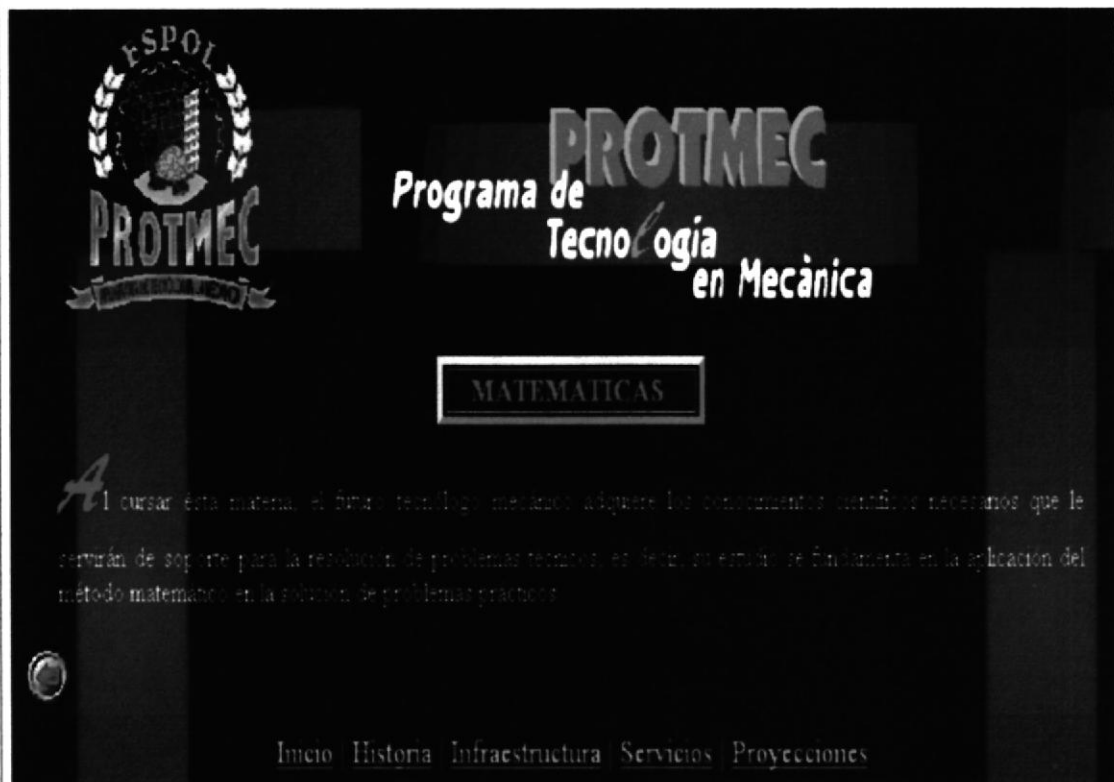 ESPOL
PROTMEC
PROTMEC
Programa de
Tecnología
en Mecànica
MATEMATICAS
Al cursar ésta materia, el futuro tecnólogo mecánico adquiere los conocimientos científicos necesarios que le
servirán de soporte para la resolución de problemas técnicos, es decir, su estudio se fundamenta en la aplicación del
método matemático en la solución de problemas prácticos
Inicio Historia Infraestructura Servicios Proyecciones